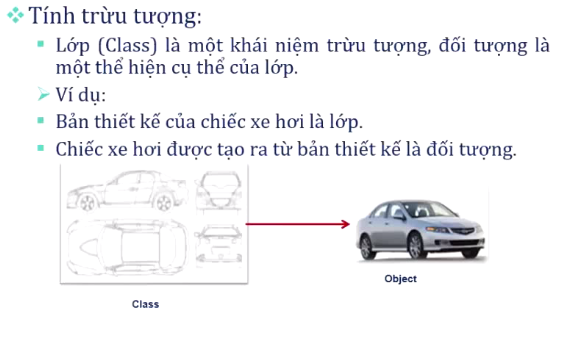 Tính trừu tượng:
Lớp (Class) là một khái niệm trừu tượng, đối tượng là
một thể hiện cụ thể của lớp.
Ví dụ:
Bản thiết kế của chiếc xe hơi là lớp.
Chiếc xe hơi được tạo ra từ bản thiết kế là đối tượng.
Object
Class